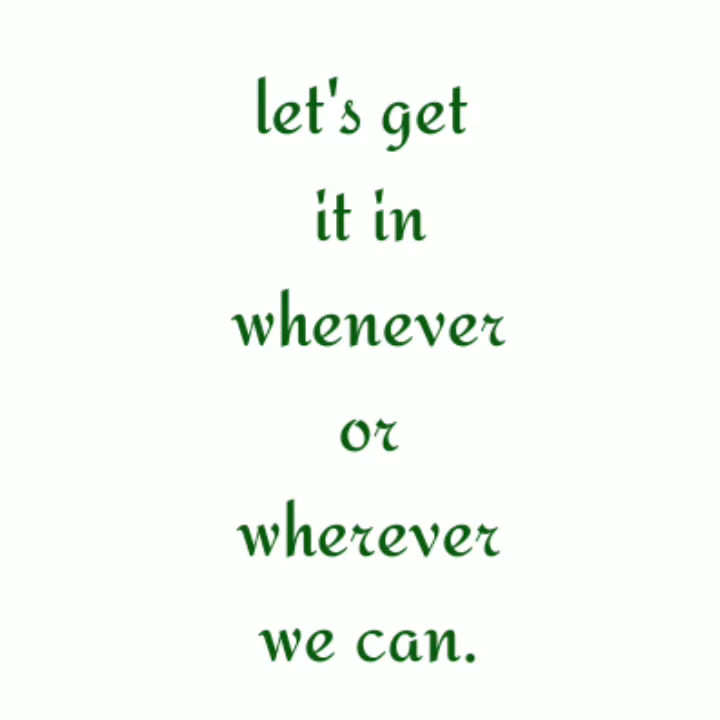 let's get
it in
whenever
or
wherever
we can.